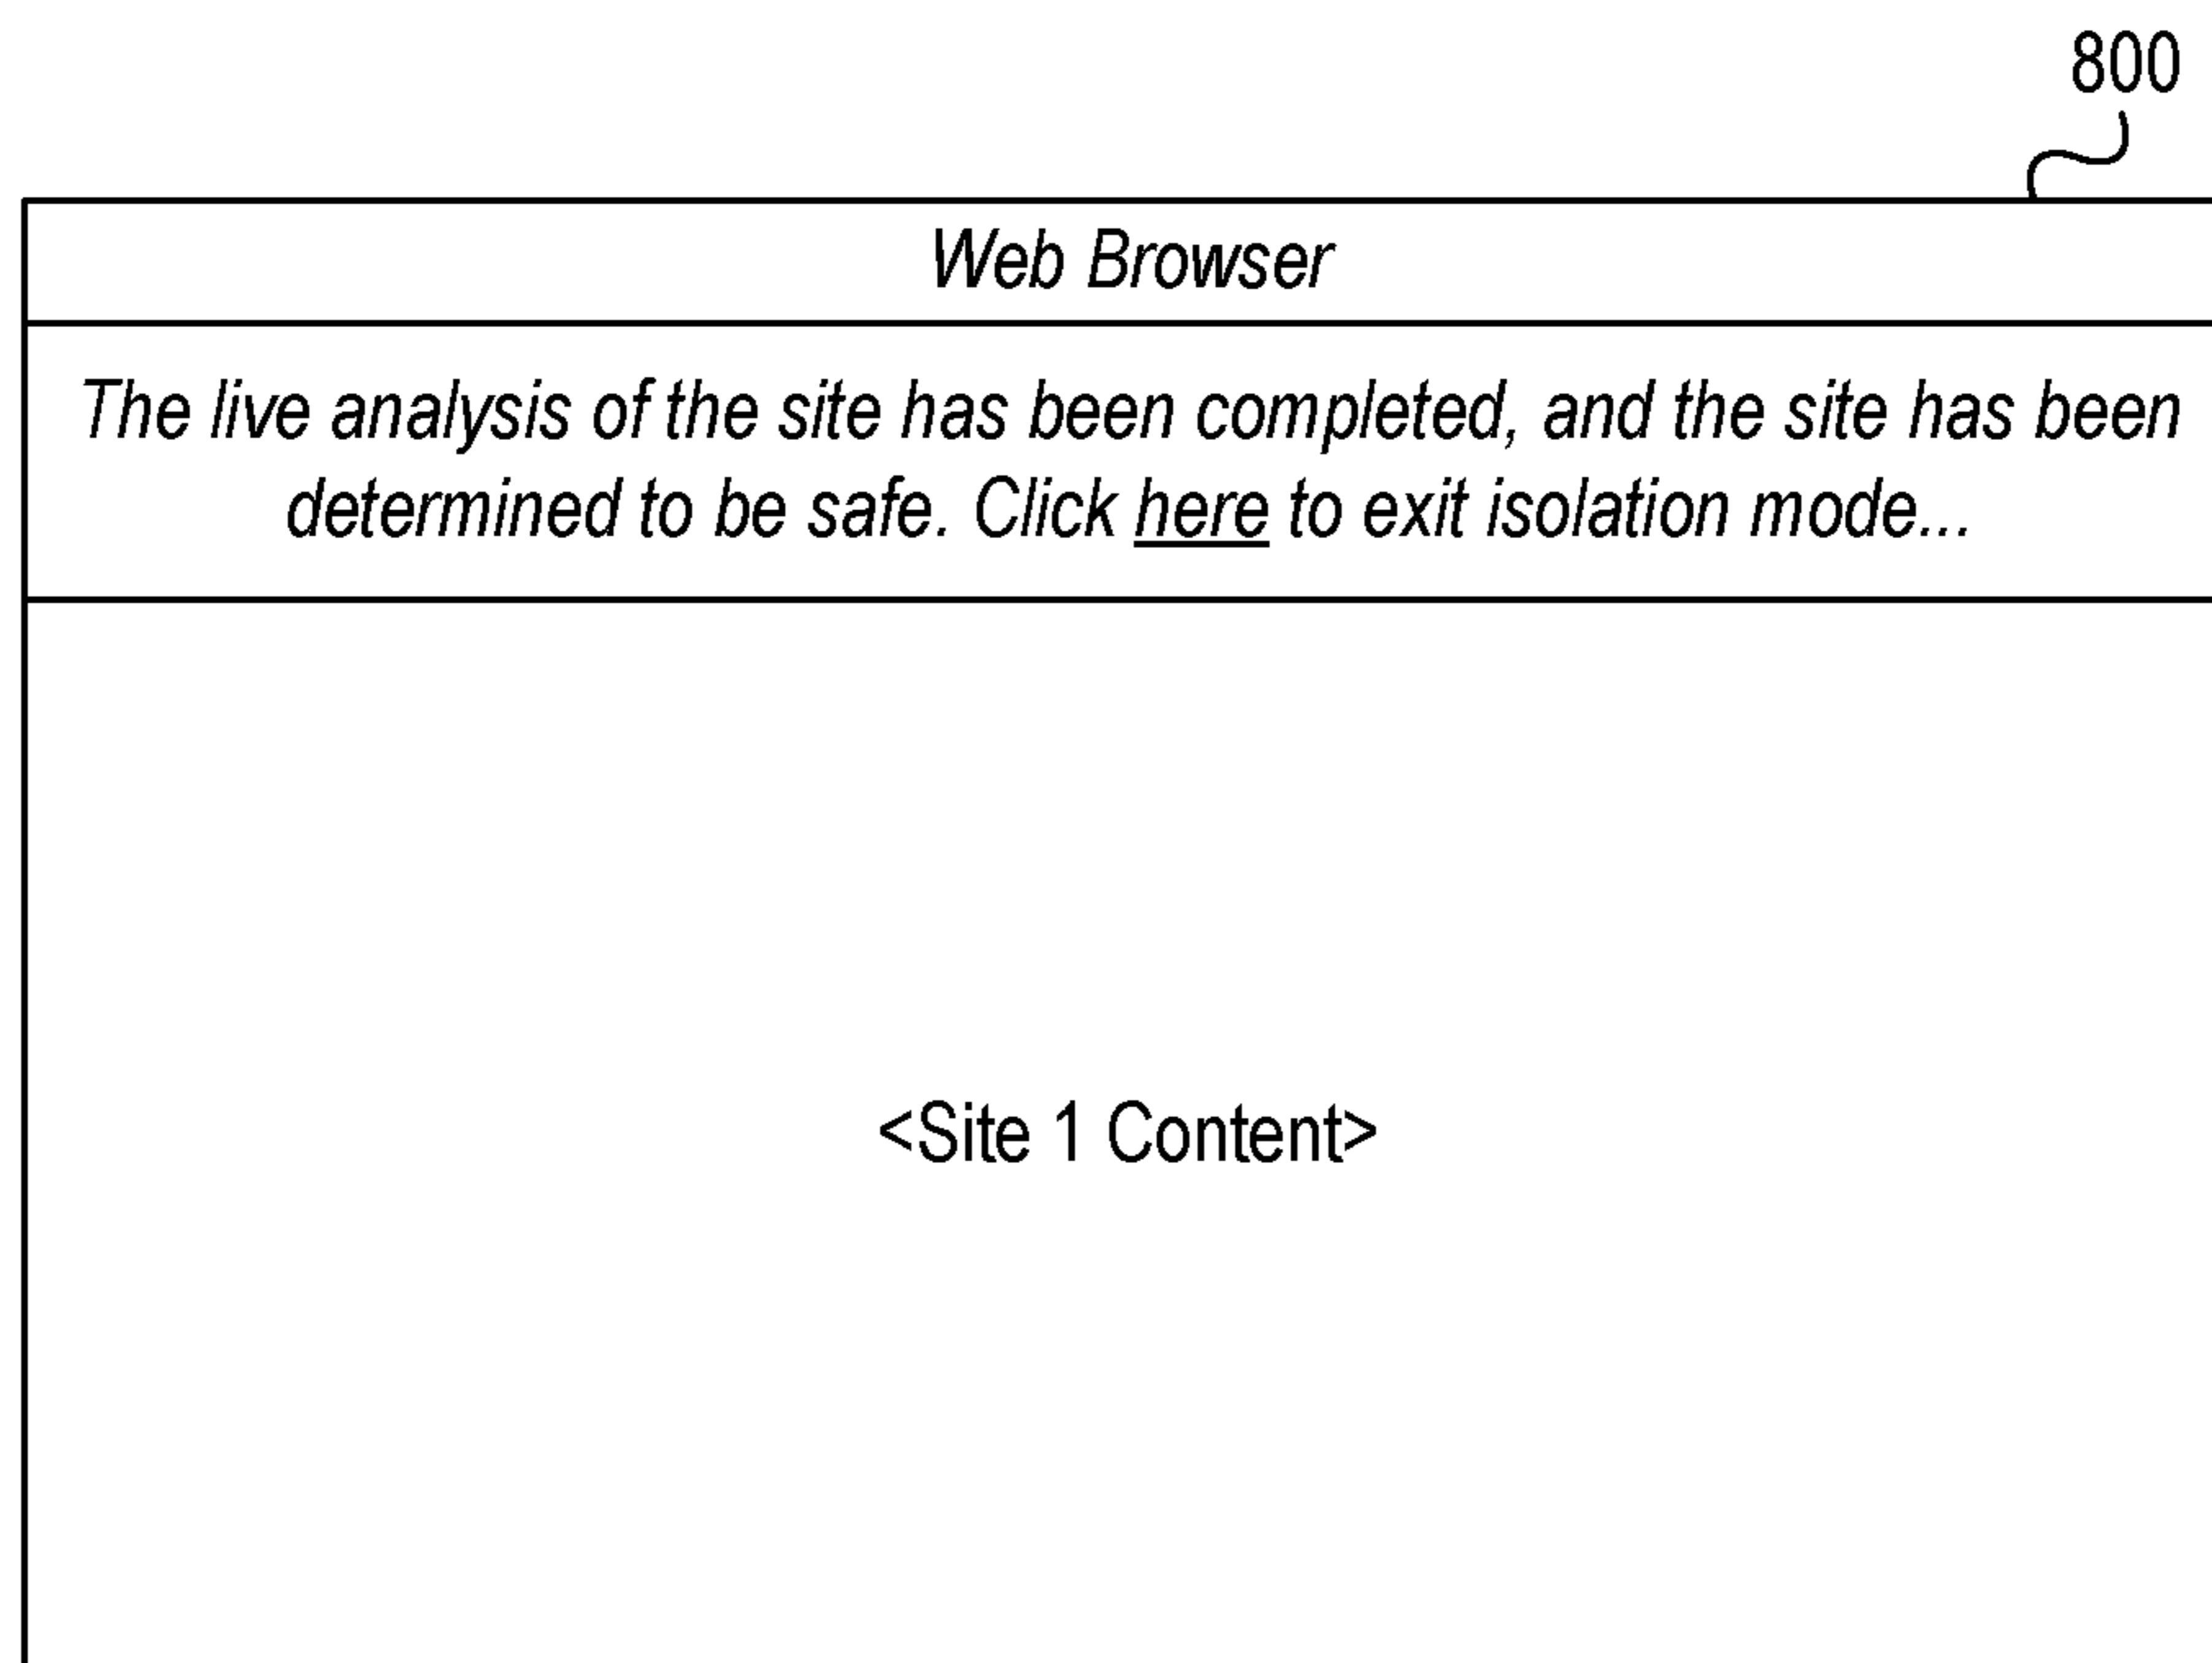 800
Web Browser
The live analysis of the site has been completed, and the site has been
determined to be safe. Click here to exit isolation mode...
<Site 1 Content>